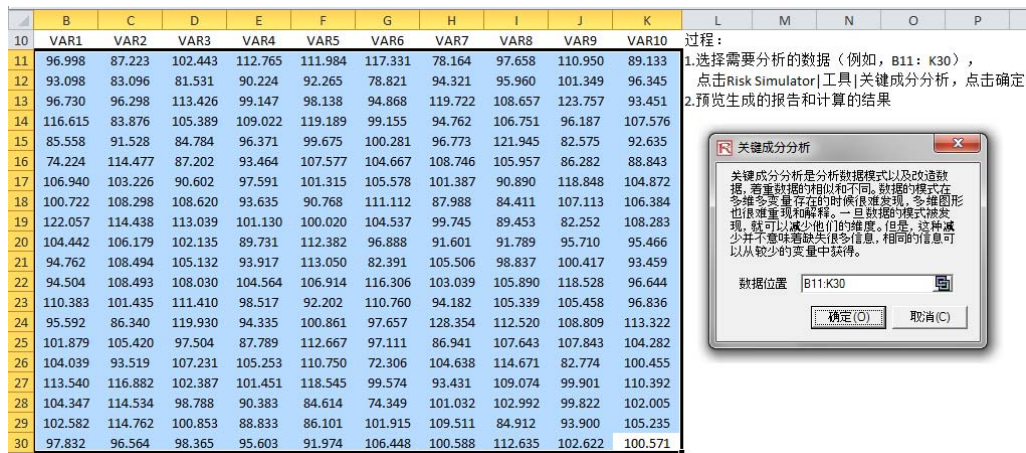 B C D E F G H I J K L M N O P
10 VAR1 VAR2 VAR3 VAR4 VAR5 VAR6 VAR7 VAR8 VAR9 VAR10 过程：
11 96.998 87.223 102.443 112.765 111.984 117.331 78.164 97.658 110.950 89.133 1.选择需要分析的数据（例如，B11：K30），
12 93.098 83.096 81.531 90.224 92.265 78.821 94.321 95.960 101.349 96.345 点击Risk Simulator|工具|关键成分分析，点击确定
13 96.730 96.298 113.426 99.147 98.138 94.868 119.722 108.657 123.757 93.451 2.预览生成的报告和计算的结果
14 116.615 83.876 105.389 109.022 119.189 99.155 94.762 106.751 96.187 107.576
15 85.558 91.528 84.784 96.371 99.675 100.281 96.773 121.945 82.575 92.635
16 74.224 114.477 87.202 93.464 107.577 104.667 108.746 105.957 86.282 88.843
17 106.940 103.226 90.602 97.591 101.315 105.578 101.387 90.890 118.848 104.872
18 100.722 108.298 108.620 93.635 90.768 111.112 87.988 84.411 107.113 106.384
19 122.057 114.438 113.039 101.130 100.020 104.537 99.745 89.453 82.252 108.283
20 104.442 106.179 102.135 89.731 112.382 96.888 91.601 91.789 95.710 95.466
21 94.762 108.494 105.132 93.917 113.050 82.391 105.506 98.837 100.417 93.459
22 94.504 108.493 108.030 104.564 106.914 116.306 103.039 105.890 118.528 96.644
23 110.383 101.435 111.410 98.517 92.202 110.760 94.182 105.339 105.458 96.836
24 95.592 86.340 119.930 94.335 100.861 97.657 128.354 112.520 108.809 113.322
25 101.879 105.420 97.504 87.789 112.667 97.111 86.941 107.643 107.843 104.282
26 104.039 93.519 107.231 105.253 110.750 72.306 104.638 114.671 82.774 100.455
27 113.540 116.882 102.387 101.451 118.545 99.574 93.431 109.074 99.901 110.392
28 104.347 114.534 98.788 90.383 84.614 74.349 101.032 102.992 99.822 102.005
29 102.582 114.762 100.853 88.833 86.101 101.915 109.511 84.912 93.900 105.235
30 97.832 96.564 98.365 95.603 91.974 106.448 100.588 112.635 102.622 100.571
关键成分分析
关键成分分析是分析数据模式以及改造数
据，着重数据的相似和不同。数据的模式在
多维多变量存在的时候很难发现，多维图形
也很难重现和解释。一旦数据的模式被发
现，就可以减少他们的维度。但是，这种减
少并不意味着缺失很多信息，相同的信息可
以从较少的变量中获得。
数据位置 B11:K30
确定(O) 取消(C)